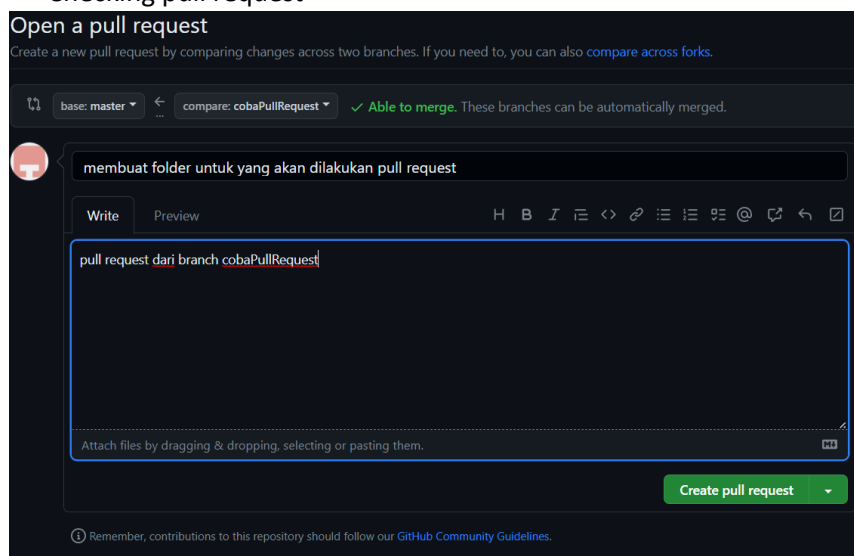 checking pull request
Open a pull request
Create a new pull request by comparing changes across two branches. If you need to, you can also compare across forks.
base: master ← compare: cobaPullRequest ✓ Able to merge. These branches can be automatically merged.
membuat folder untuk yang akan dilakukan pull request
Write Preview
pull request dari branch cobaPullRequest
Attach files by dragging & dropping, selecting or pasting them.
Create pull request
Remember, contributions to this repository should follow our GitHub Community Guidelines.